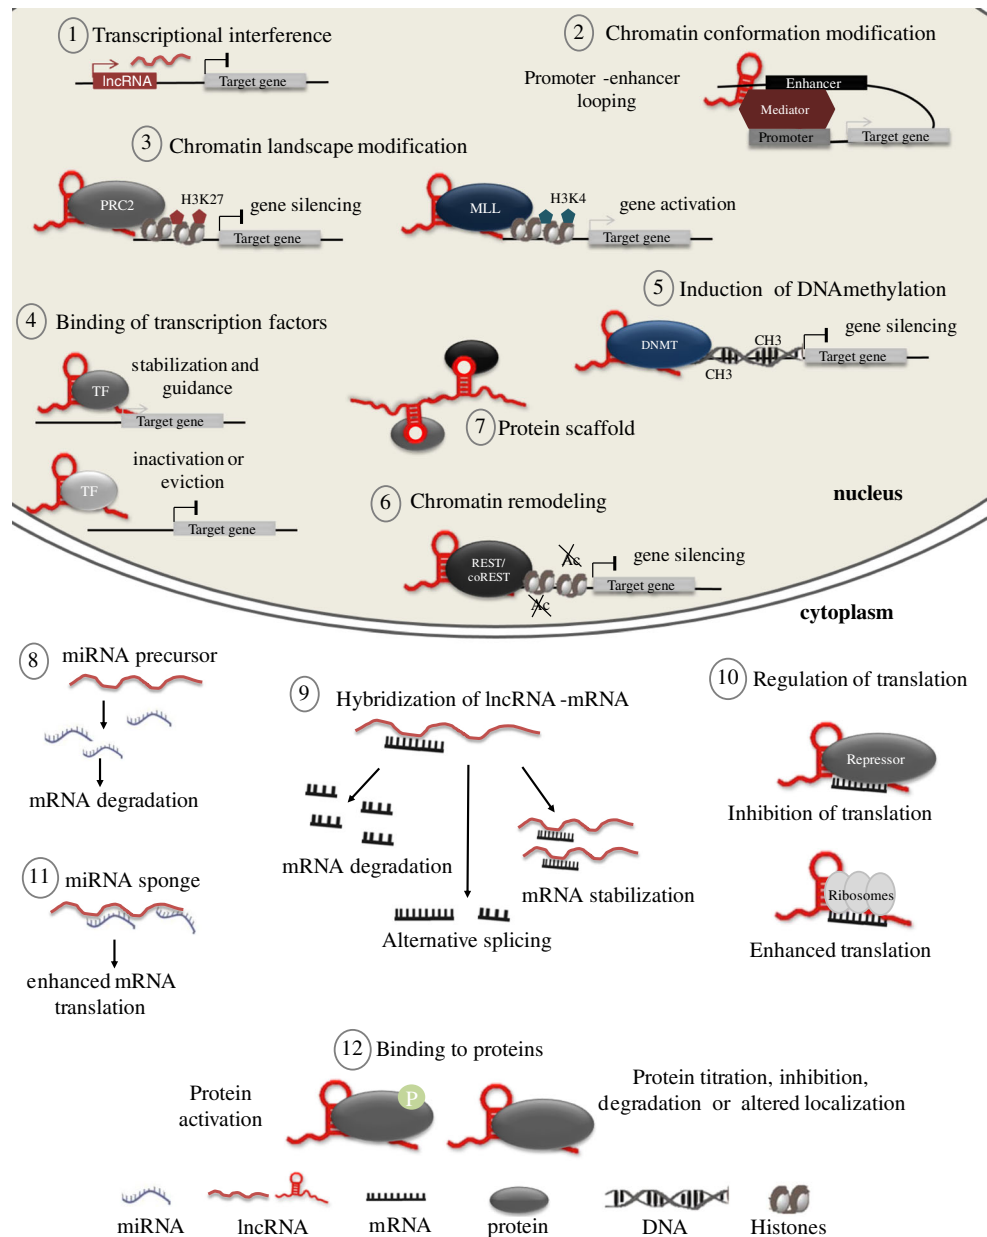 1 Transcriptional interference
lncRNA
Target gene
2 Chromatin conformation modification
Promoter -enhancer
looping
Enhancer
Mediator
Promoter
Target gene
3 Chromatin landscape modification
PRC2
H3K27
gene silencing
Target gene
MLL
H3K4
gene activation
Target gene
4 Binding of transcription factors
stabilization and
guidance
TF
Target gene
inactivation or
eviction
TF
Target gene
5 Induction of DNAmethylation
DNMT
CH3
CH3
gene silencing
Target gene
7 Protein scaffold
6 Chromatin remodeling
REST/
coREST
Ac
Ac
gene silencing
Target gene
nucleus
cytoplasm
8 miRNA precursor
mRNA degradation
9 Hybridization of lncRNA -mRNA
mRNA degradation
mRNA stabilization
Alternative splicing
10 Regulation of translation
Repressor
Inhibition of translation
Ribosomes
Enhanced translation
11 miRNA sponge
enhanced mRNA
translation
12 Binding to proteins
Protein
activation
P
Protein titration, inhibition,
degradation or altered localization
miRNA
lncRNA
mRNA
protein
DNA
Histones